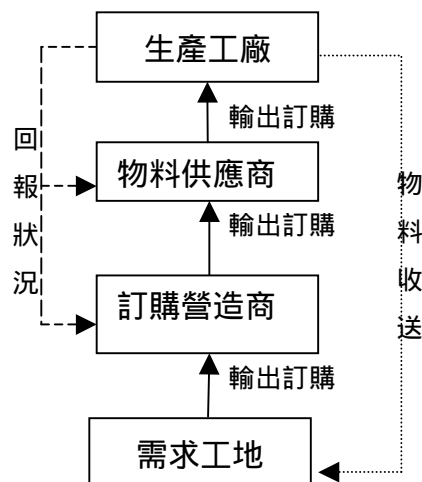 生產工廠
輸出訂購
物料供應商
輸出訂購
訂購營造商
輸出訂購
需求工地
回報狀況
物料收送